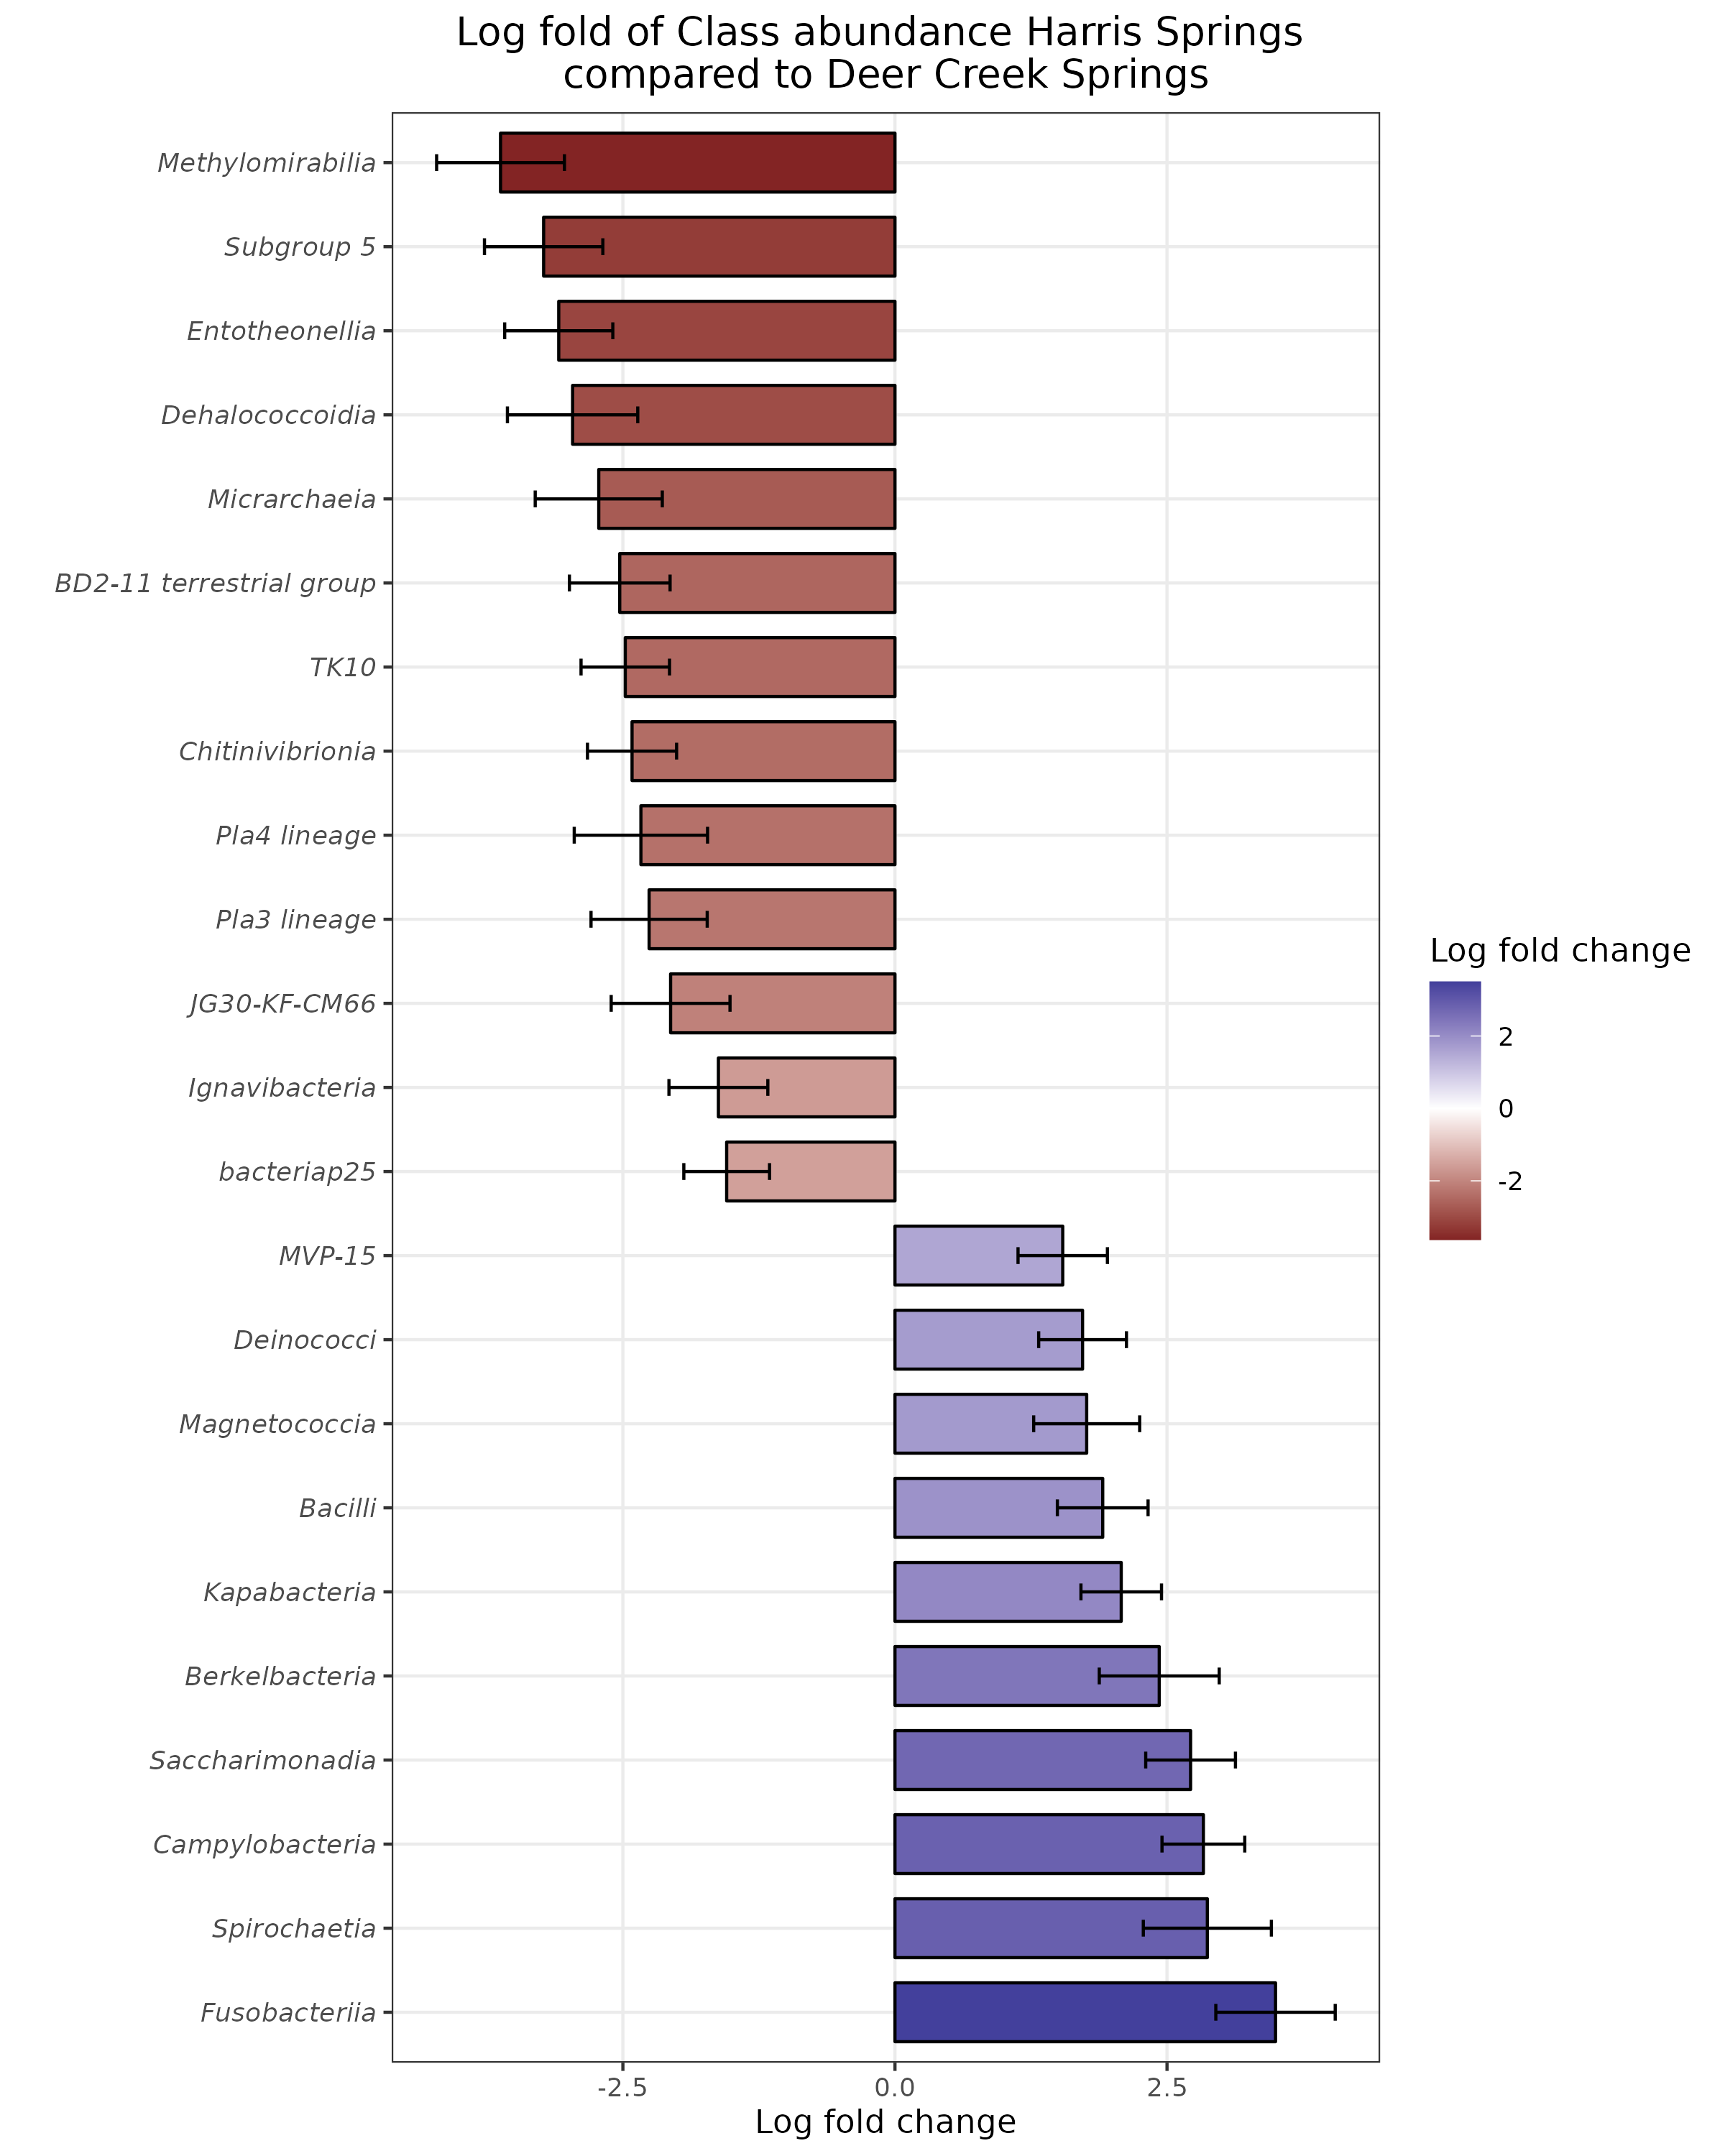 Log fold of Class abundance Harris Springs
compared to Deer Creek Springs
Methylomirabilia
Subgroup 5
Entotheonellia
Dehalococcoidia
Micrarchaeia
BD2-11 terrestrial group
TK10
Chitinivibrionia
Pla4 lineage
Pla3 lineage
JG30-KF-CM66
Ignavibacteria
bacteriap25
MVP-15
Deinococci
Magnetococcia
Bacilli
Kapabacteria
Berkelbacteria
Saccharimonadia
Campylobacteria
Spirochaetia
Fusobacteriia
-2.5
0.0
2.5
Log fold change
Log fold change
2
0
-2